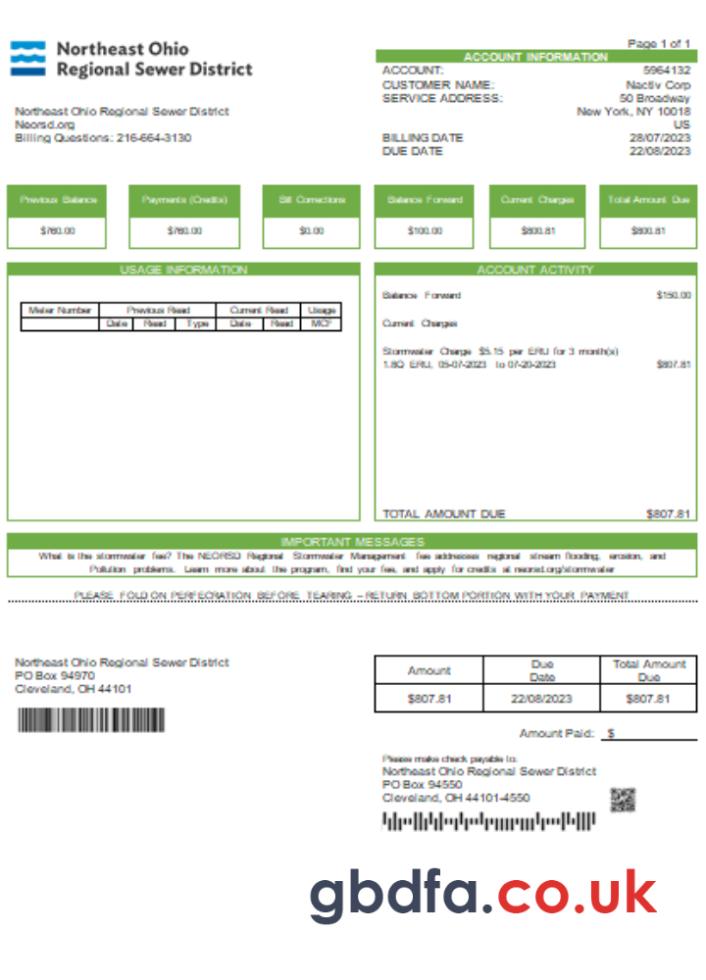 Page 1 of 1
Northeast Ohio
Regional Sewer District
ACCOUNT INFORMATION
ACCOUNT: 5964132
CUSTOMER NAME: Nactiv Corp
SERVICE ADDRESS: 50 Broadway
New York, NY 10018
US
BILLING DATE 28/07/2023
DUE DATE 22/08/2023
Northeast Ohio Regional Sewer District
Neorsd.org
Billing Questions: 216-664-3130
Previous Balance Payments (Credits) Bill Corrections Balance Forward Current Charges Total Amount Due
$760.00 $760.00 $0.00 $100.00 $800.81 $800.81
USAGE INFORMATION
Meter Number Previous Read Current Read Usage
Date Read Type Date Read MCF
ACCOUNT ACTIVITY
Balance Forward $150.00
Current Charges
Stormwater Charge $5.15 per ERU for 3 month(s)
1.8Q ERU, 05-07-2023 to 07-20-2023 $807.81
TOTAL AMOUNT DUE $807.81
IMPORTANT MESSAGES
What is the stormwater fee? The NEORSD Regional Stormwater Management fee addresses regional stream flooding, erosion, and
Pollution problems. Learn more about the program, find your fee, and apply for credits at neorsd.org/stormwater
PLEASE FOLD ON PERFECRATION BEFORE TEARING – RETURN BOTTOM PORTION WITH YOUR PAYMENT
Northeast Ohio Regional Sewer District
PO Box 94970
Cleveland, OH 44101
Amount Due Date Total Amount Due
$807.81 22/08/2023 $807.81
Amount Paid: $
Please make check payable to.
Northeast Ohio Regional Sewer District
PO Box 94550
Cleveland, OH 44101-4550
gbdfa.co.uk